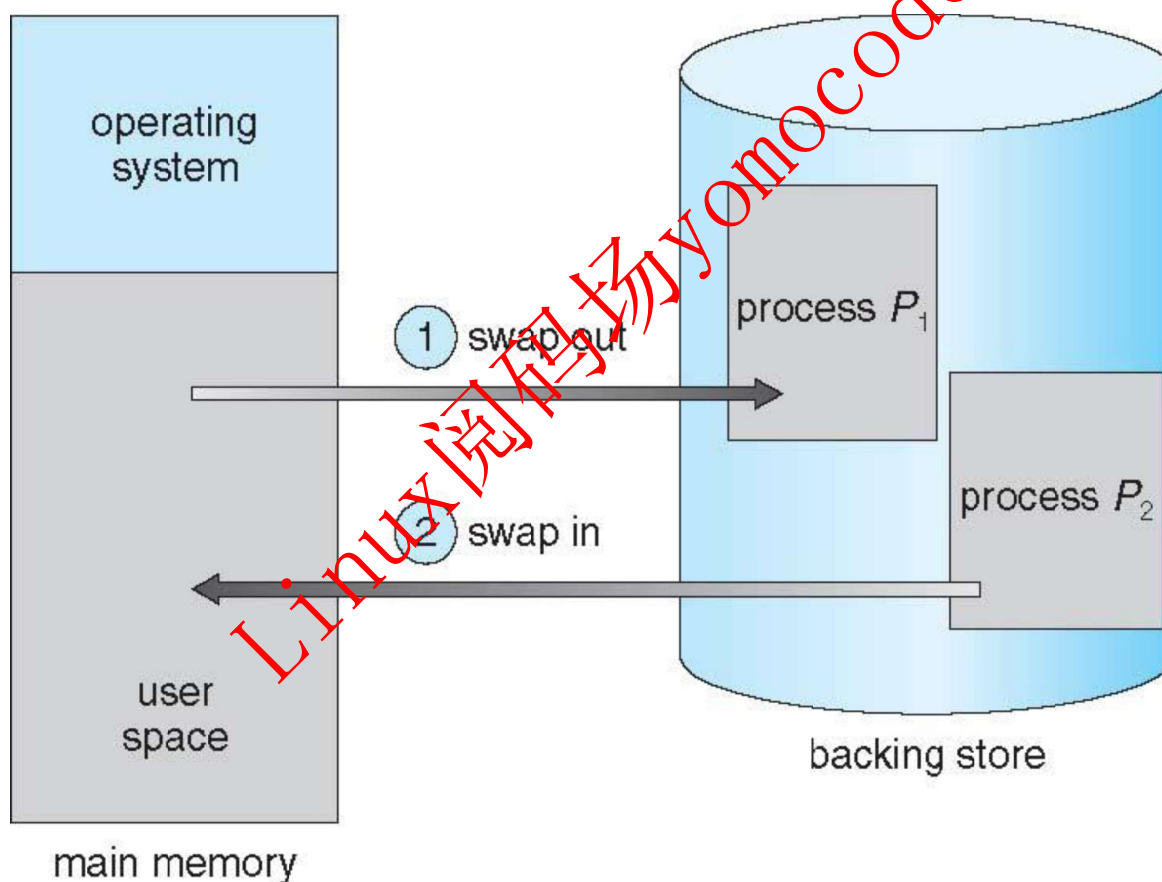 operating
system
1 swap out
process P1
2 swap in
process P2
user
space
backing store
main memory
Linux阅码场yomocode